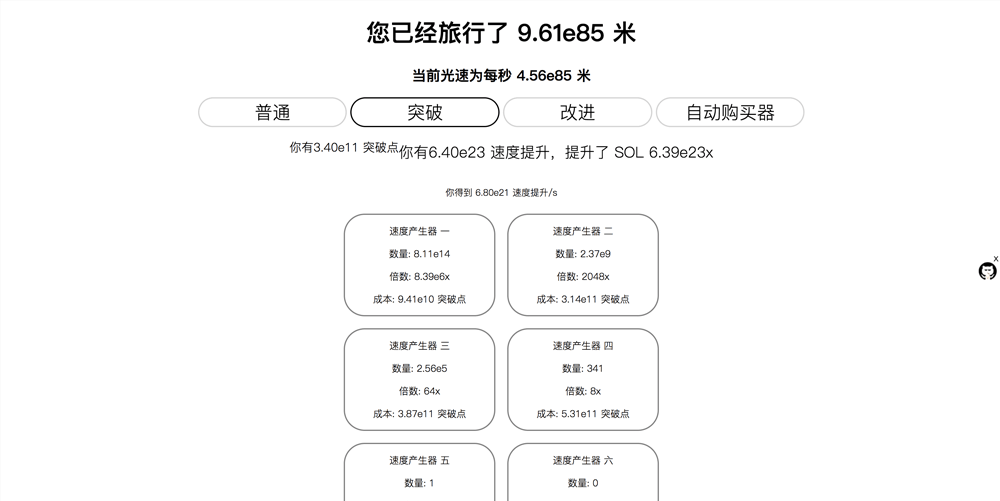 您已经旅行了 9.61e85 米
当前光速为每秒 4.56e85 米
普通 突破 改进 自动购买器
你有3.40e11 突破点你有6.40e23 速度提升，提升了 SOL 6.39e23x
你得到 6.80e21 速度提升/s
速度产生器 一
数量: 8.11e14
倍数: 8.39e6x
成本: 9.41e10 突破点
速度产生器 二
数量: 2.37e9
倍数: 2048x
成本: 3.14e11 突破点
速度产生器 三
数量: 2.56e5
倍数: 64x
成本: 3.87e11 突破点
速度产生器 四
数量: 341
倍数: 8x
成本: 5.31e11 突破点
速度产生器 五
数量: 1
速度产生器 六
数量: 0
x